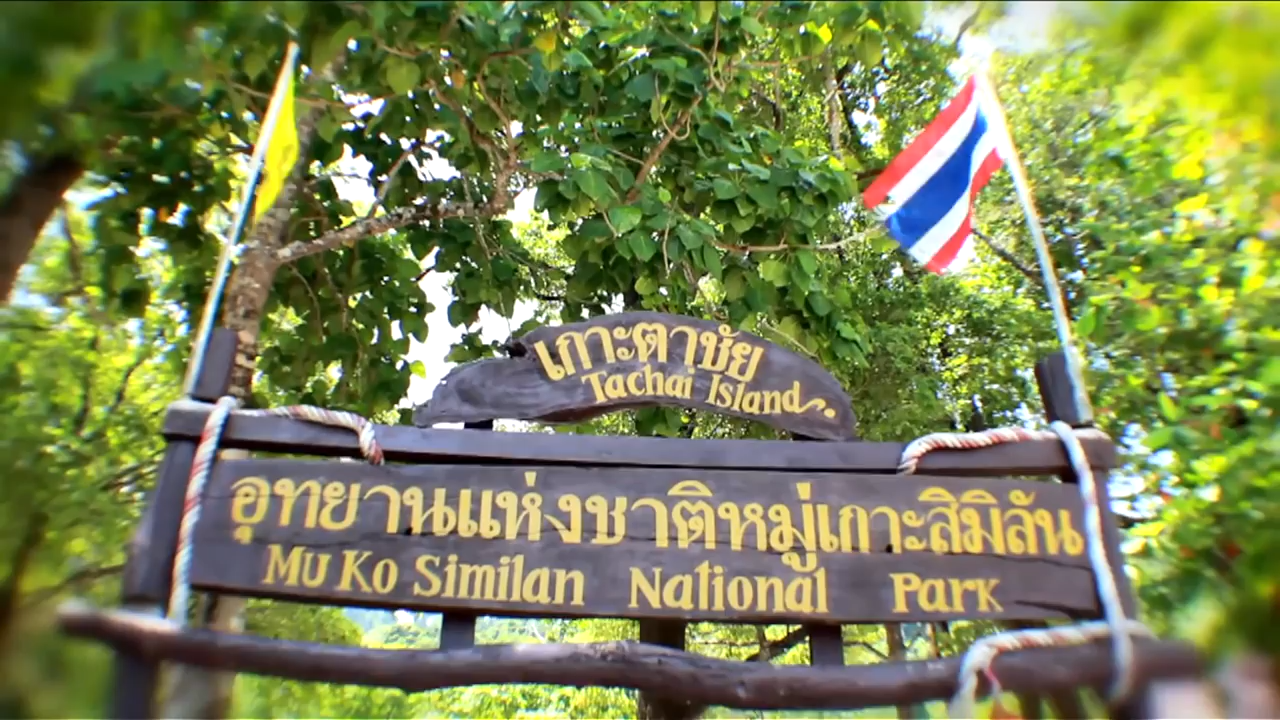 เกาะตาชัย
Tachai Island
อุทยานแห่งชาติหมู่เกาะสิมิลัน
Mu Ko Similan National Park